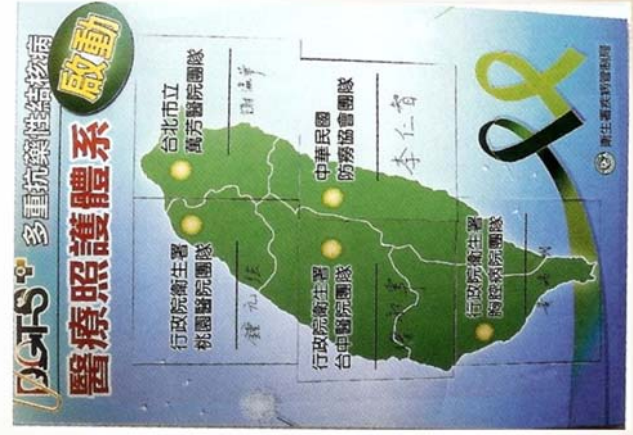 DOTS+ 多重抗藥性結核病
醫療照護體系
啟動
台北市立
萬芳醫院團隊
行政院衛生署
桃園醫院團隊
中華民國
防癆協會團隊
李仁智
行政院衛生署
台中醫院團隊
行政院衛生署
胸腔病院團隊
衛生署疾病管制局